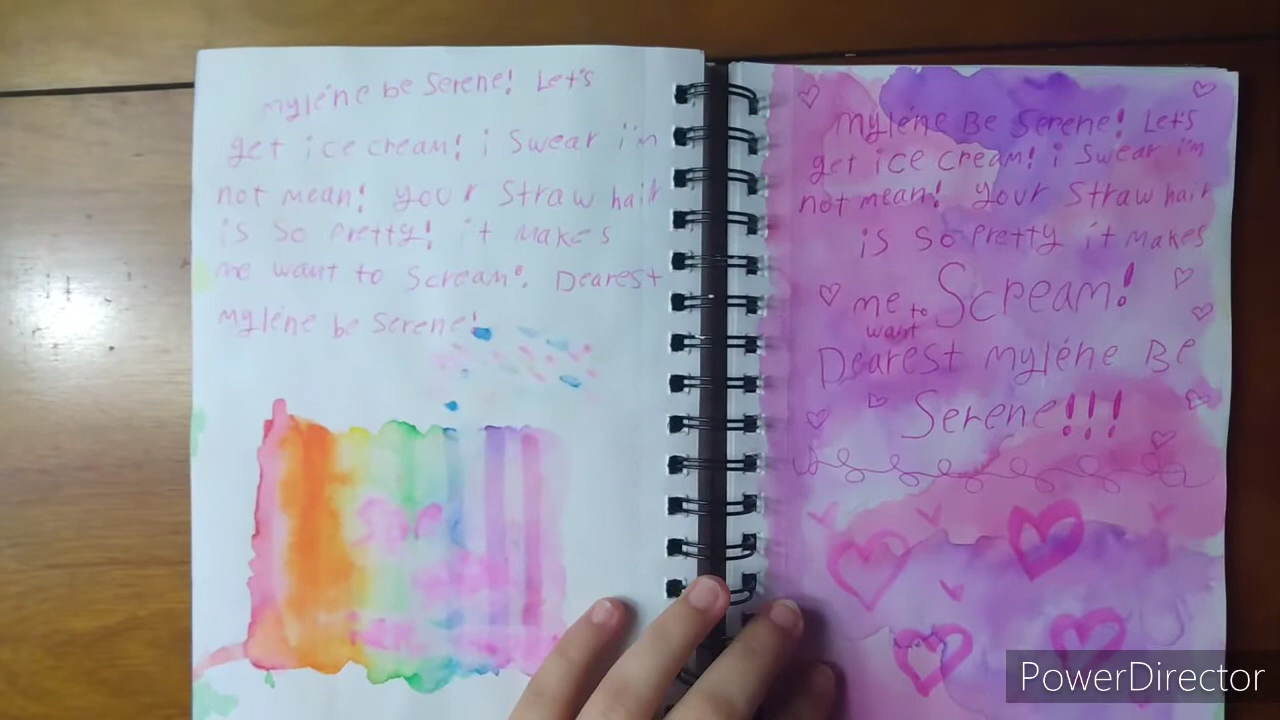 mylène be Serene! Let's
get ice cream! i Swear i'm
not mean! your Straw hair
is so Pretty! it Makes
me want to Scream! Dearest
mylène be Serene!
Mylène Be Serene! Let's
get ice cream! i Swear i'm
not mean! your Straw hair
is so Pretty it Makes
me want to Scream!
Dearest mylène Be
Serene!!!
PowerDirector